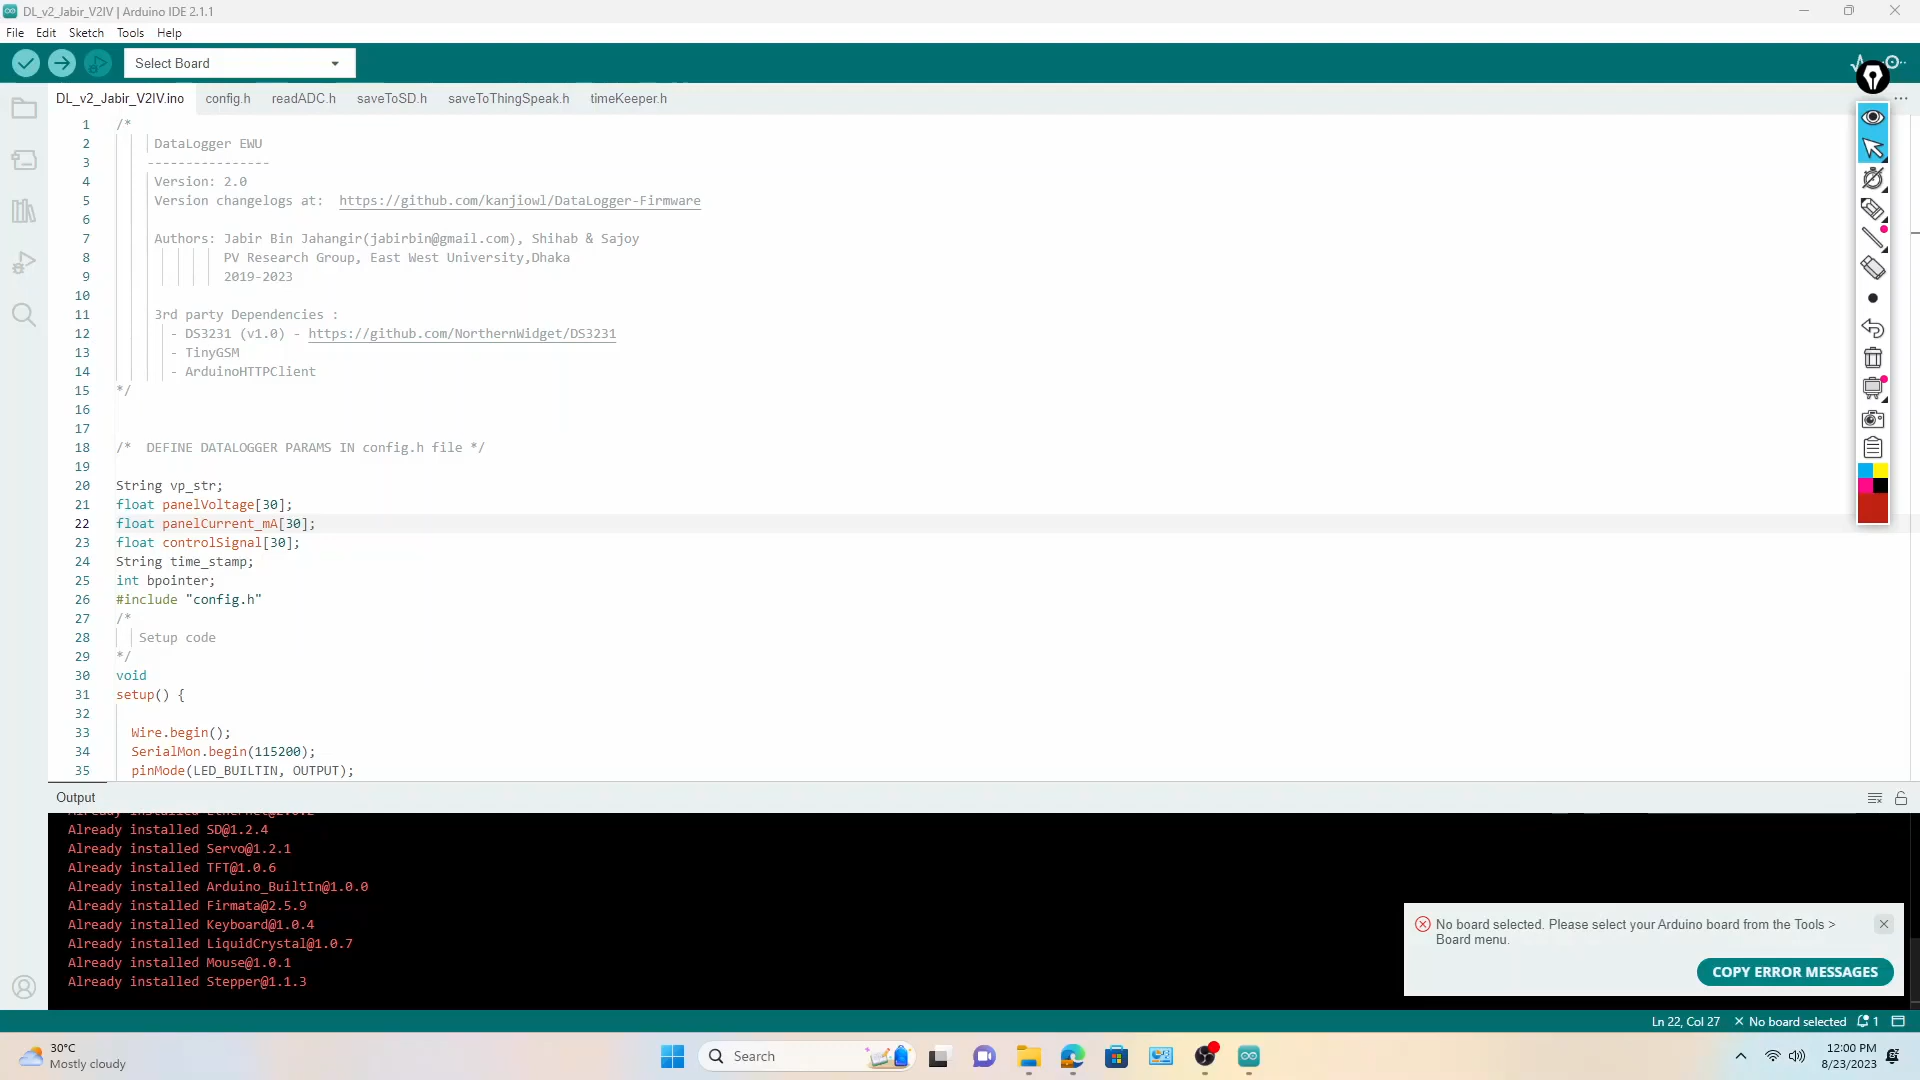 DL_v2_Jabir_V2IV | Arduino IDE 2.1.1
File Edit Sketch Tools Help
Select Board
DL_v2_Jabir_V2IV.ino config.h readADC.h saveToSD.h saveToThingSpeak.h timeKeeper.h
1 /*
2 DataLogger EWU
3 ----------------
4 Version: 2.0
5 Version changelogs at: https://github.com/kanjiowl/DataLogger-Firmware
6
7 Authors: Jabir Bin Jahangir(jabirbin@gmail.com), Shihab & Sajoy
8 PV Research Group, East West University,Dhaka
9 2019-2023
10
11 3rd party Dependencies :
12 - DS3231 (v1.0) - https://github.com/NorthernWidget/DS3231
13 - TinyGSM
14 - ArduinoHTTPClient
15 */
16
17
18 /* DEFINE DATALOGGER PARAMS IN config.h file */
19
20 String vp_str;
21 float panelVoltage[30];
22 float panelCurrent_mA[30];
23 float controlSignal[30];
24 String time_stamp;
25 int bpointer;
26 #include "config.h"
27 /*
28 Setup code
29 */
30 void
31 setup() {
32
33 Wire.begin();
34 SerialMon.begin(115200);
35 pinMode(LED_BUILTIN, OUTPUT);
Output
Already installed SD@1.2.4
Already installed Servo@1.2.1
Already installed TFT@1.0.6
Already installed Arduino_BuiltIn@1.0.0
Already installed Firmata@2.5.9
Already installed Keyboard@1.0.4
Already installed LiquidCrystal@1.0.7
Already installed Mouse@1.0.1
Already installed Stepper@1.1.3
No board selected. Please select your Arduino board from the Tools >
Board menu.
COPY ERROR MESSAGES
Ln 22, Col 27 No board selected 1
30°C
Mostly cloudy
Search
12:00 PM
8/23/2023